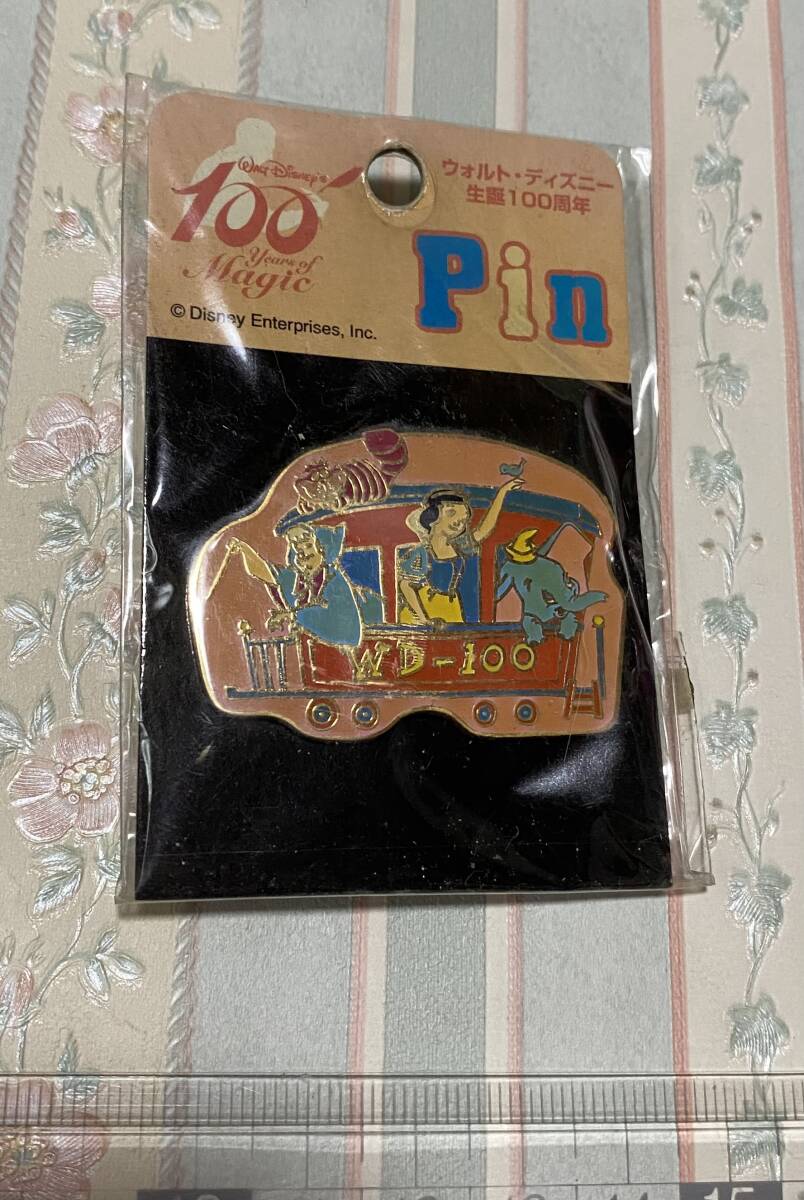 WALT DISNEY'S
100
Years of
Magic
© Disney Enterprises, Inc.
ウォルト・ディズニー
生誕100周年
Pin
WD-100